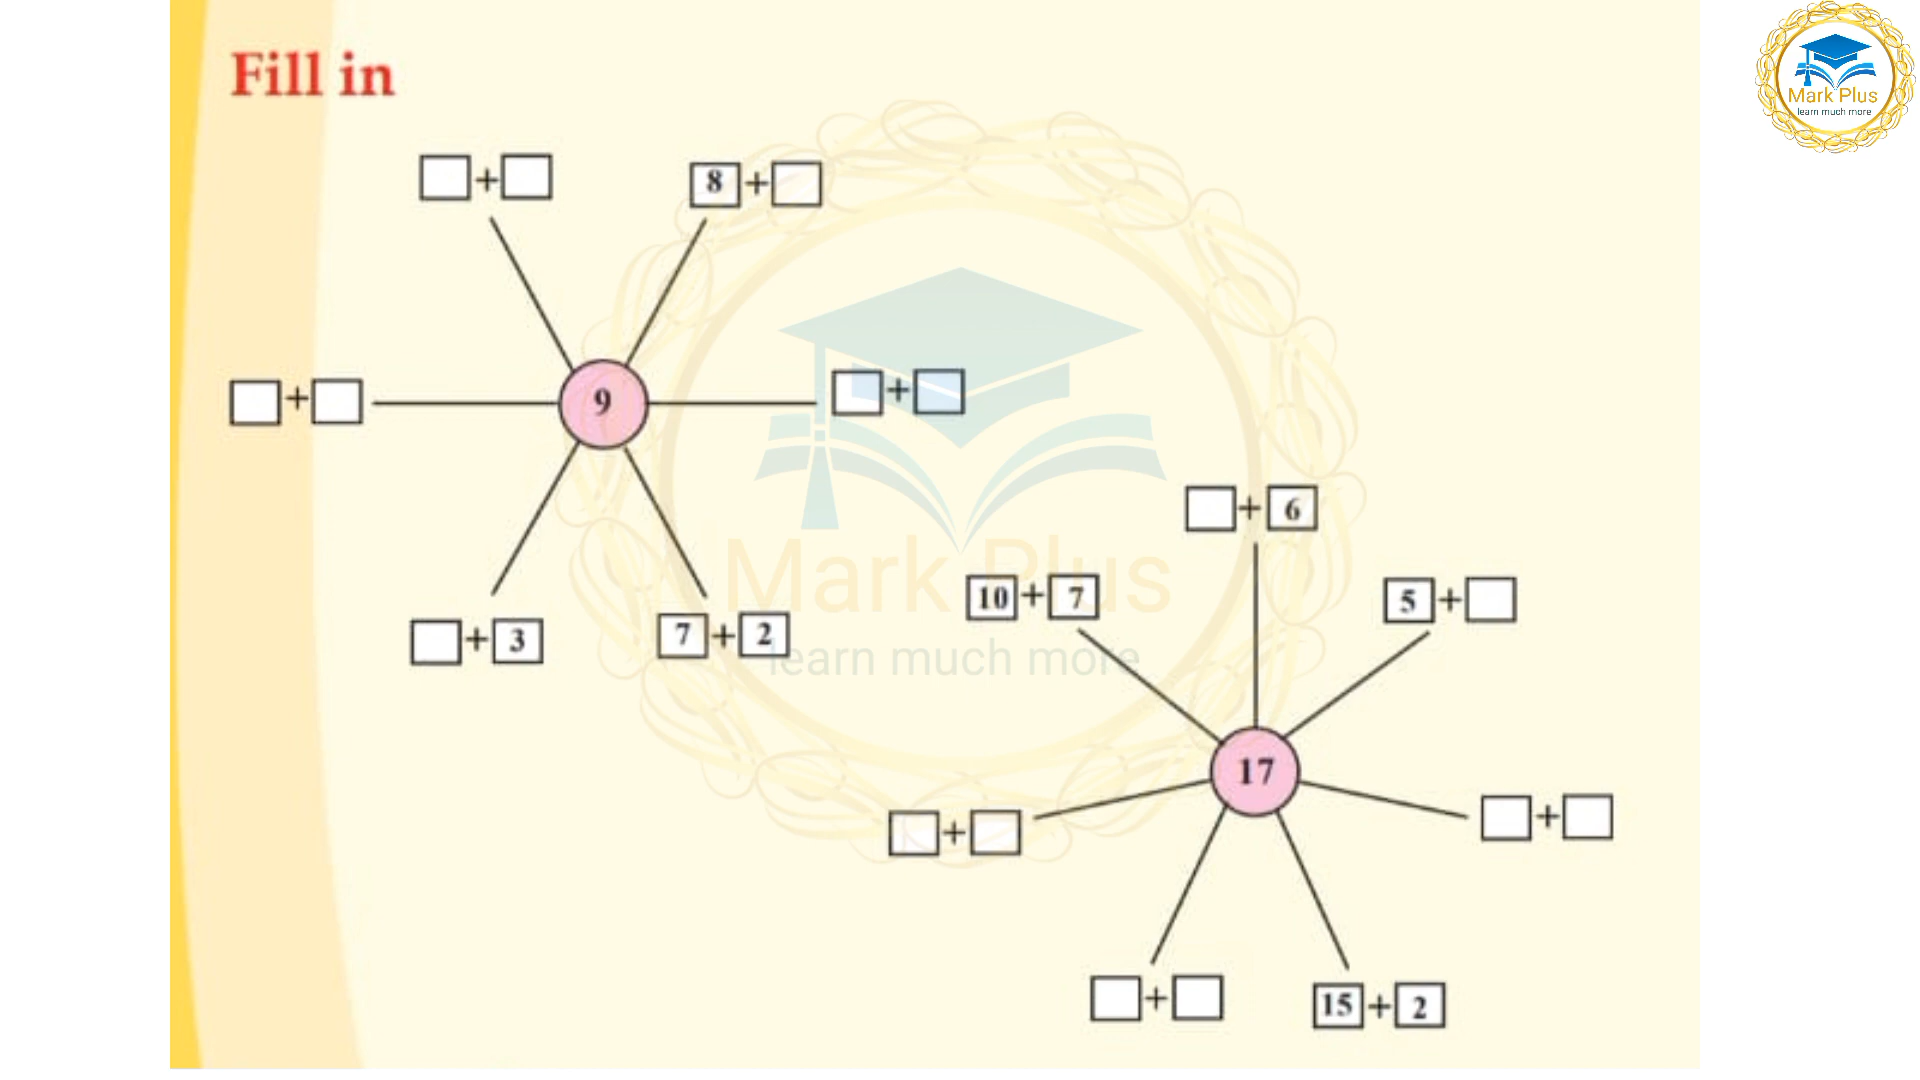 Fill in
Mark Plus
learn much more
+
8 +
+
9
+
+ 3
7 + 2
Mark Plus
learn much more
+ 6
10 + 7
5 +
17
+
+
+
15 + 2